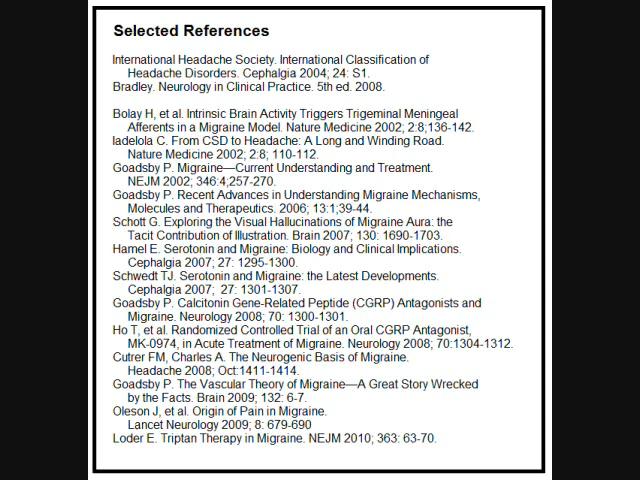 Selected References
International Headache Society. International Classification of
Headache Disorders. Cephalgia 2004; 24: S1.
Bradley. Neurology in Clinical Practice. 5th ed. 2008.
Bolay H, et al. Intrinsic Brain Activity Triggers Trigeminal Meningeal
Afferents in a Migraine Model. Nature Medicine 2002; 2:8;136-142.
Iadelola C. From CSD to Headache: A Long and Winding Road.
Nature Medicine 2002; 2:8; 110-112.
Goadsby P. Migraine—Current Understanding and Treatment.
NEJM 2002; 346:4;257-270.
Goadsby P. Recent Advances in Understanding Migraine Mechanisms,
Molecules and Therapeutics. 2006; 13:1;39-44.
Schott G. Exploring the Visual Hallucinations of Migraine Aura: the
Tacit Contribution of Illustration. Brain 2007; 130: 1690-1703.
Hamel E. Serotonin and Migraine: Biology and Clinical Implications.
Cephalgia 2007; 27: 1295-1300.
Schwedt TJ. Serotonin and Migraine: the Latest Developments.
Cephalgia 2007; 27: 1301-1307.
Goadsby P. Calcitonin Gene-Related Peptide (CGRP) Antagonists and
Migraine. Neurology 2008; 70: 1300-1301.
Ho T, et al. Randomized Controlled Trial of an Oral CGRP Antagonist,
MK-0974, in Acute Treatment of Migraine. Neurology 2008; 70:1304-1312.
Cutrer FM, Charles A. The Neurogenic Basis of Migraine.
Headache 2008; Oct:1411-1414.
Goadsby P. The Vascular Theory of Migraine—A Great Story Wrecked
by the Facts. Brain 2009; 132: 6-7.
Oleson J, et al. Origin of Pain in Migraine.
Lancet Neurology 2009; 8: 679-690
Loder E. Triptan Therapy in Migraine. NEJM 2010; 363: 63-70.